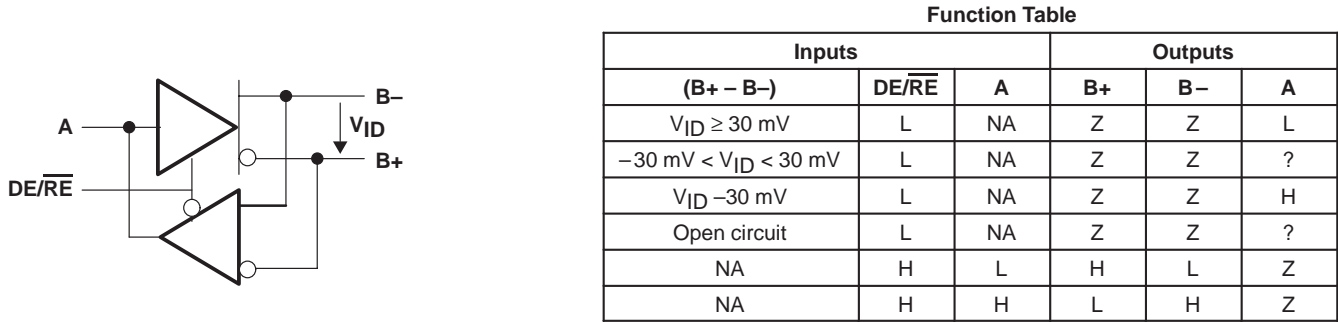 Function Table
Inputs Outputs
(B+ – B–) DE/RE A B+ B– A
VID ≥ 30 mV L NA Z Z L
–30 mV < VID < 30 mV L NA Z Z ?
VID –30 mV L NA Z Z H
Open circuit L NA Z Z ?
NA H L H L Z
NA H H L H Z
A
B–
VID
B+
DE/RE